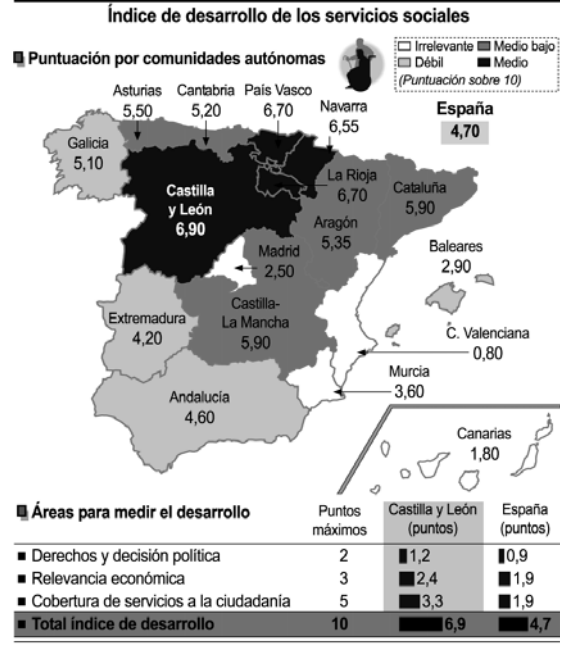 Índice de desarrollo de los servicios sociales
Puntuación por comunidades autónomas
Irrelevante
Medio bajo
Débil
Medio
(Puntuación sobre 10)
Asturias
5,50
Cantabria
5,20
País Vasco
6,70
Navarra
6,55
España
4,70
Galicia
5,10
Castilla
y León
6,90
La Rioja
6,70
Cataluña
5,90
Aragón
5,35
Madrid
2,50
Baleares
2,90
Extremadura
4,20
Castilla-
La Mancha
5,90
C. Valenciana
0,80
Murcia
3,60
Andalucía
4,60
Canarias
1,80
Áreas para medir el desarrollo Puntos Castilla y León España
máximos (puntos) (puntos)
Derechos y decisión política 2 1,2 0,9
Relevancia económica 3 2,4 1,9
Cobertura de servicios a la ciudadanía 5 3,3 1,9
Total índice de desarrollo 10 6,9 4,7